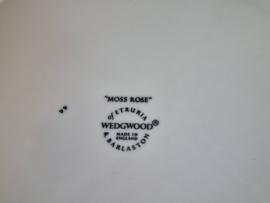 "MOSS ROSE"
of ETRURIA
WEDGWOOD®
MADE IN
ENGLAND
& BARLASTON